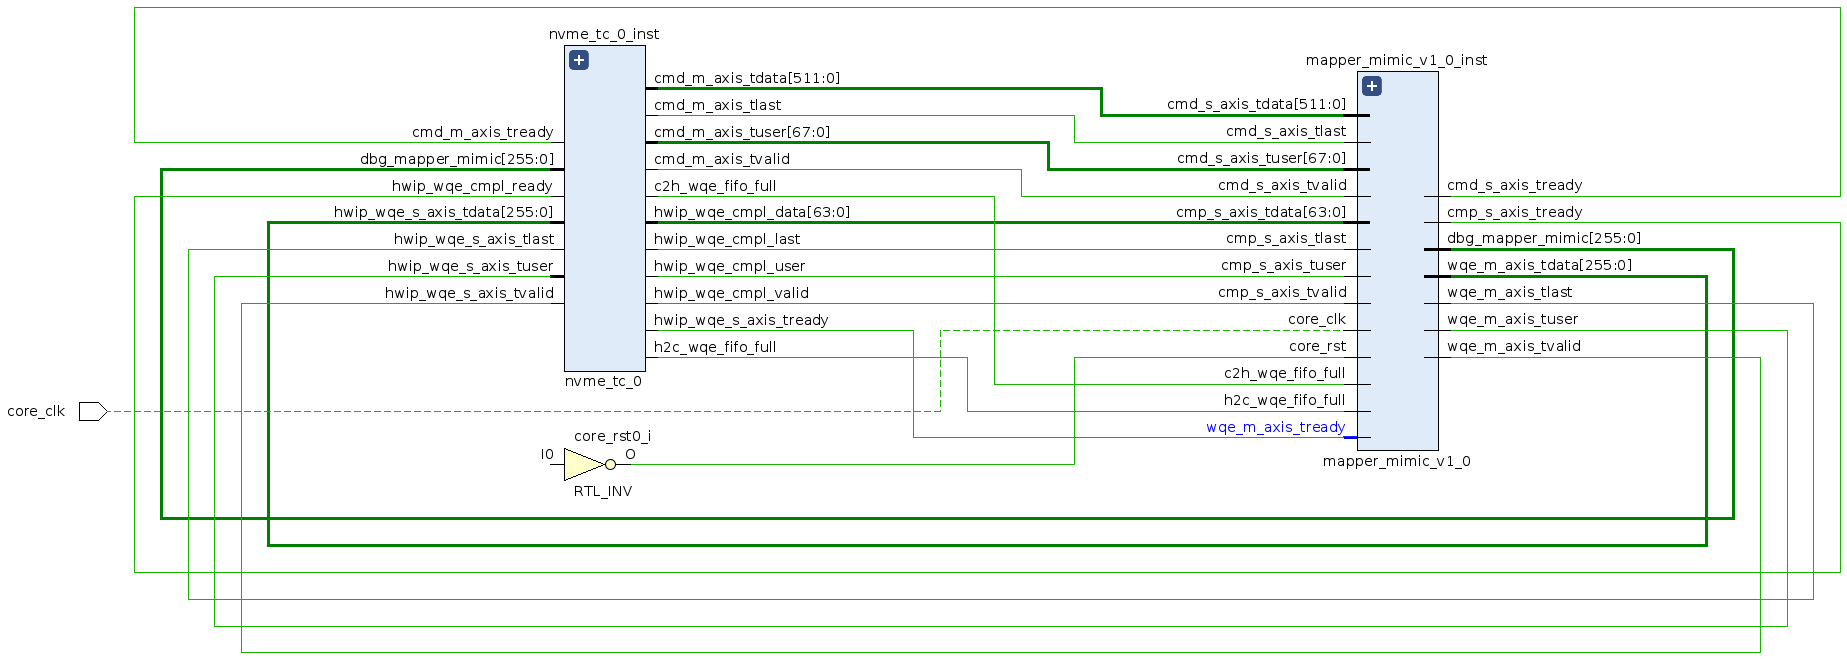 nvme_tc_0_inst
cmd_m_axis_tready
dbg_mapper_mimic[255:0]
hwip_wqe_cmpl_ready
hwip_wqe_s_axis_tdata[255:0]
hwip_wqe_s_axis_tlast
hwip_wqe_s_axis_tuser
hwip_wqe_s_axis_tvalid
cmd_m_axis_tdata[511:0]
cmd_m_axis_tlast
cmd_m_axis_tuser[67:0]
cmd_m_axis_tvalid
c2h_wqe_fifo_full
hwip_wqe_cmpl_data[63:0]
hwip_wqe_cmpl_last
hwip_wqe_cmpl_user
hwip_wqe_cmpl_valid
hwip_wqe_s_axis_tready
h2c_wqe_fifo_full
nvme_tc_0
core_clk
core_rst0_i
I0
O
RTL_INV
mapper_mimic_v1_0_inst
cmd_s_axis_tdata[511:0]
cmd_s_axis_tlast
cmd_s_axis_tuser[67:0]
cmd_s_axis_tvalid
cmp_s_axis_tdata[63:0]
cmp_s_axis_tlast
cmp_s_axis_tuser
cmp_s_axis_tvalid
core_clk
core_rst
c2h_wqe_fifo_full
h2c_wqe_fifo_full
wqe_m_axis_tready
cmd_s_axis_tready
cmp_s_axis_tready
dbg_mapper_mimic[255:0]
wqe_m_axis_tdata[255:0]
wqe_m_axis_tlast
wqe_m_axis_tuser
wqe_m_axis_tvalid
mapper_mimic_v1_0